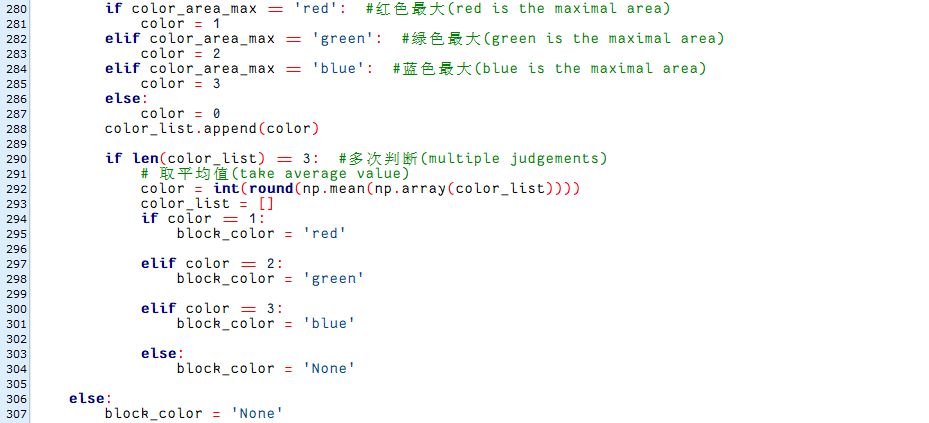 280 if color_area_max == 'red': #红色最大(red is the maximal area)
281 color = 1
282 elif color_area_max == 'green': #绿色最大(green is the maximal area)
283 color = 2
284 elif color_area_max == 'blue': #蓝色最大(blue is the maximal area)
285 color = 3
286 else:
287 color = 0
288 color_list.append(color)
289
290 if len(color_list) == 3: #多次判断(multiple judgements)
291 # 取平均值(take average value)
292 color = int(round(np.mean(np.array(color_list))))
293 color_list = []
294 if color == 1:
295 block_color = 'red'
296
297 elif color == 2:
298 block_color = 'green'
299
300 elif color == 3:
301 block_color = 'blue'
302
303 else:
304 block_color = 'None'
305
306 else:
307 block_color = 'None'